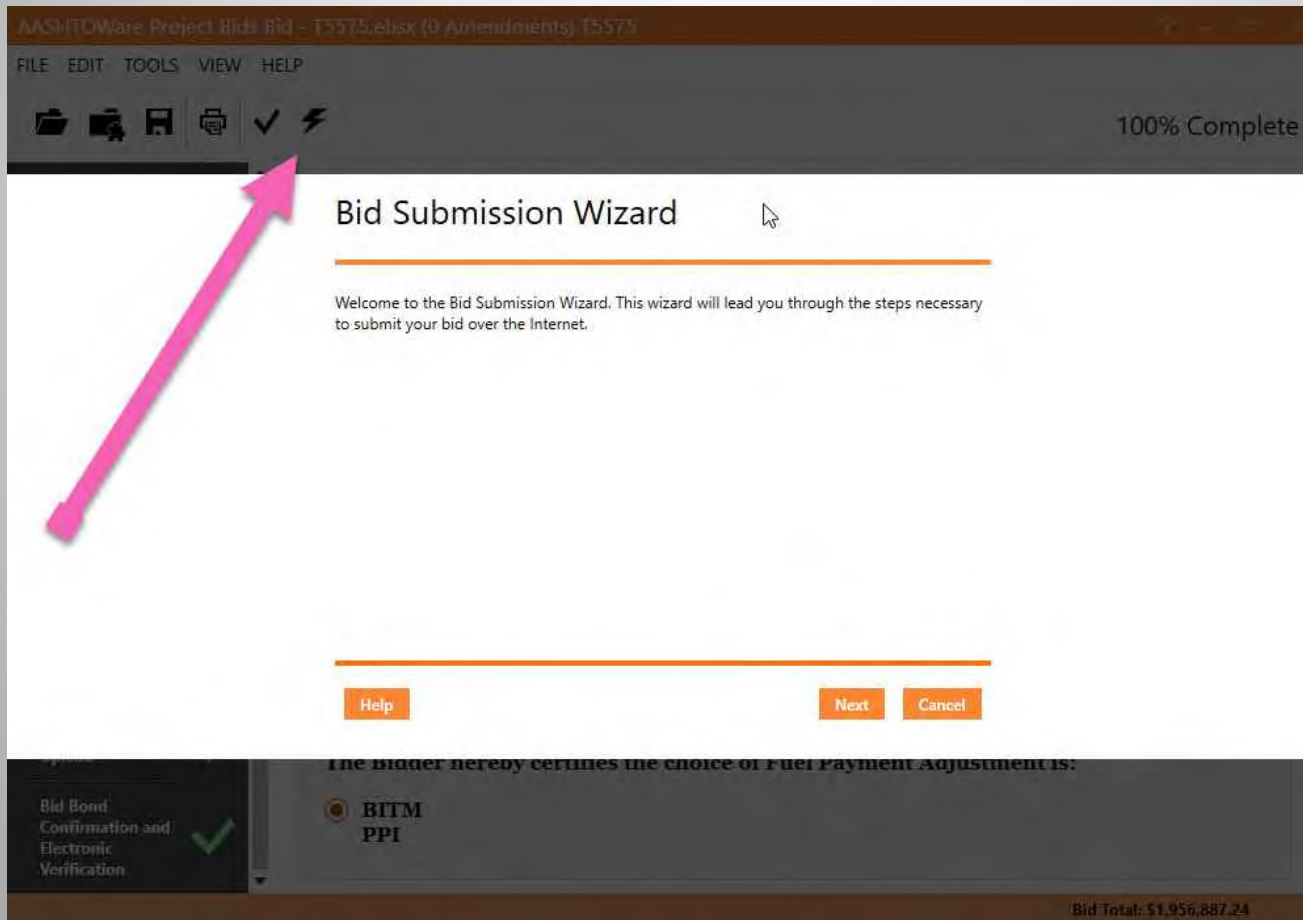 AASHTOWare Project Bids Bid - T5575.ebsx (0 Amendments) T5575
FILE EDIT TOOLS VIEW HELP
100% Complete
Bid Submission Wizard
Welcome to the Bid Submission Wizard. This wizard will lead you through the steps necessary
to submit your bid over the Internet.
Help Next Cancel
The Bidder hereby certifies the choice of Fuel Payment Adjustment is:
Bid Bond
Confirmation and
Electronic
Verification
BITM
PPI
Bid Total: $1,956,887.24